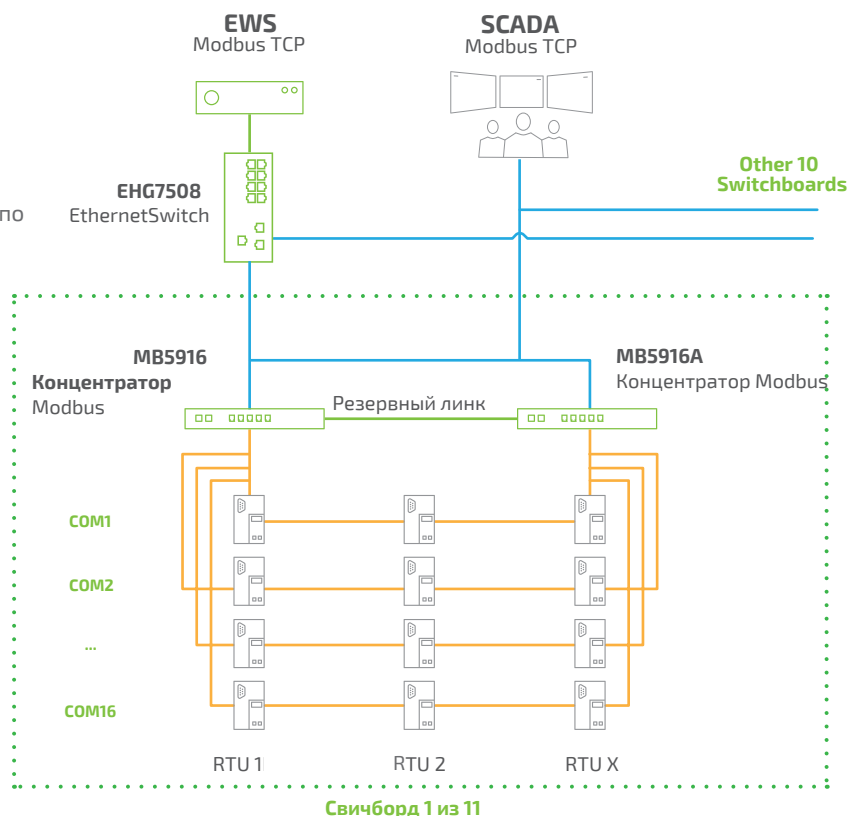 EWS
Modbus TCP
SCADA
Modbus TCP
Other 10
Switchboards
EHG7508
EthernetSwitch
по
MB5916
Концентратор
Modbus
MB5916A
Концентратор Modbus
Резервный линк
COM1
COM2
...
COM16
RTU 1
RTU 2
RTU X
Свичборд 1 из 11